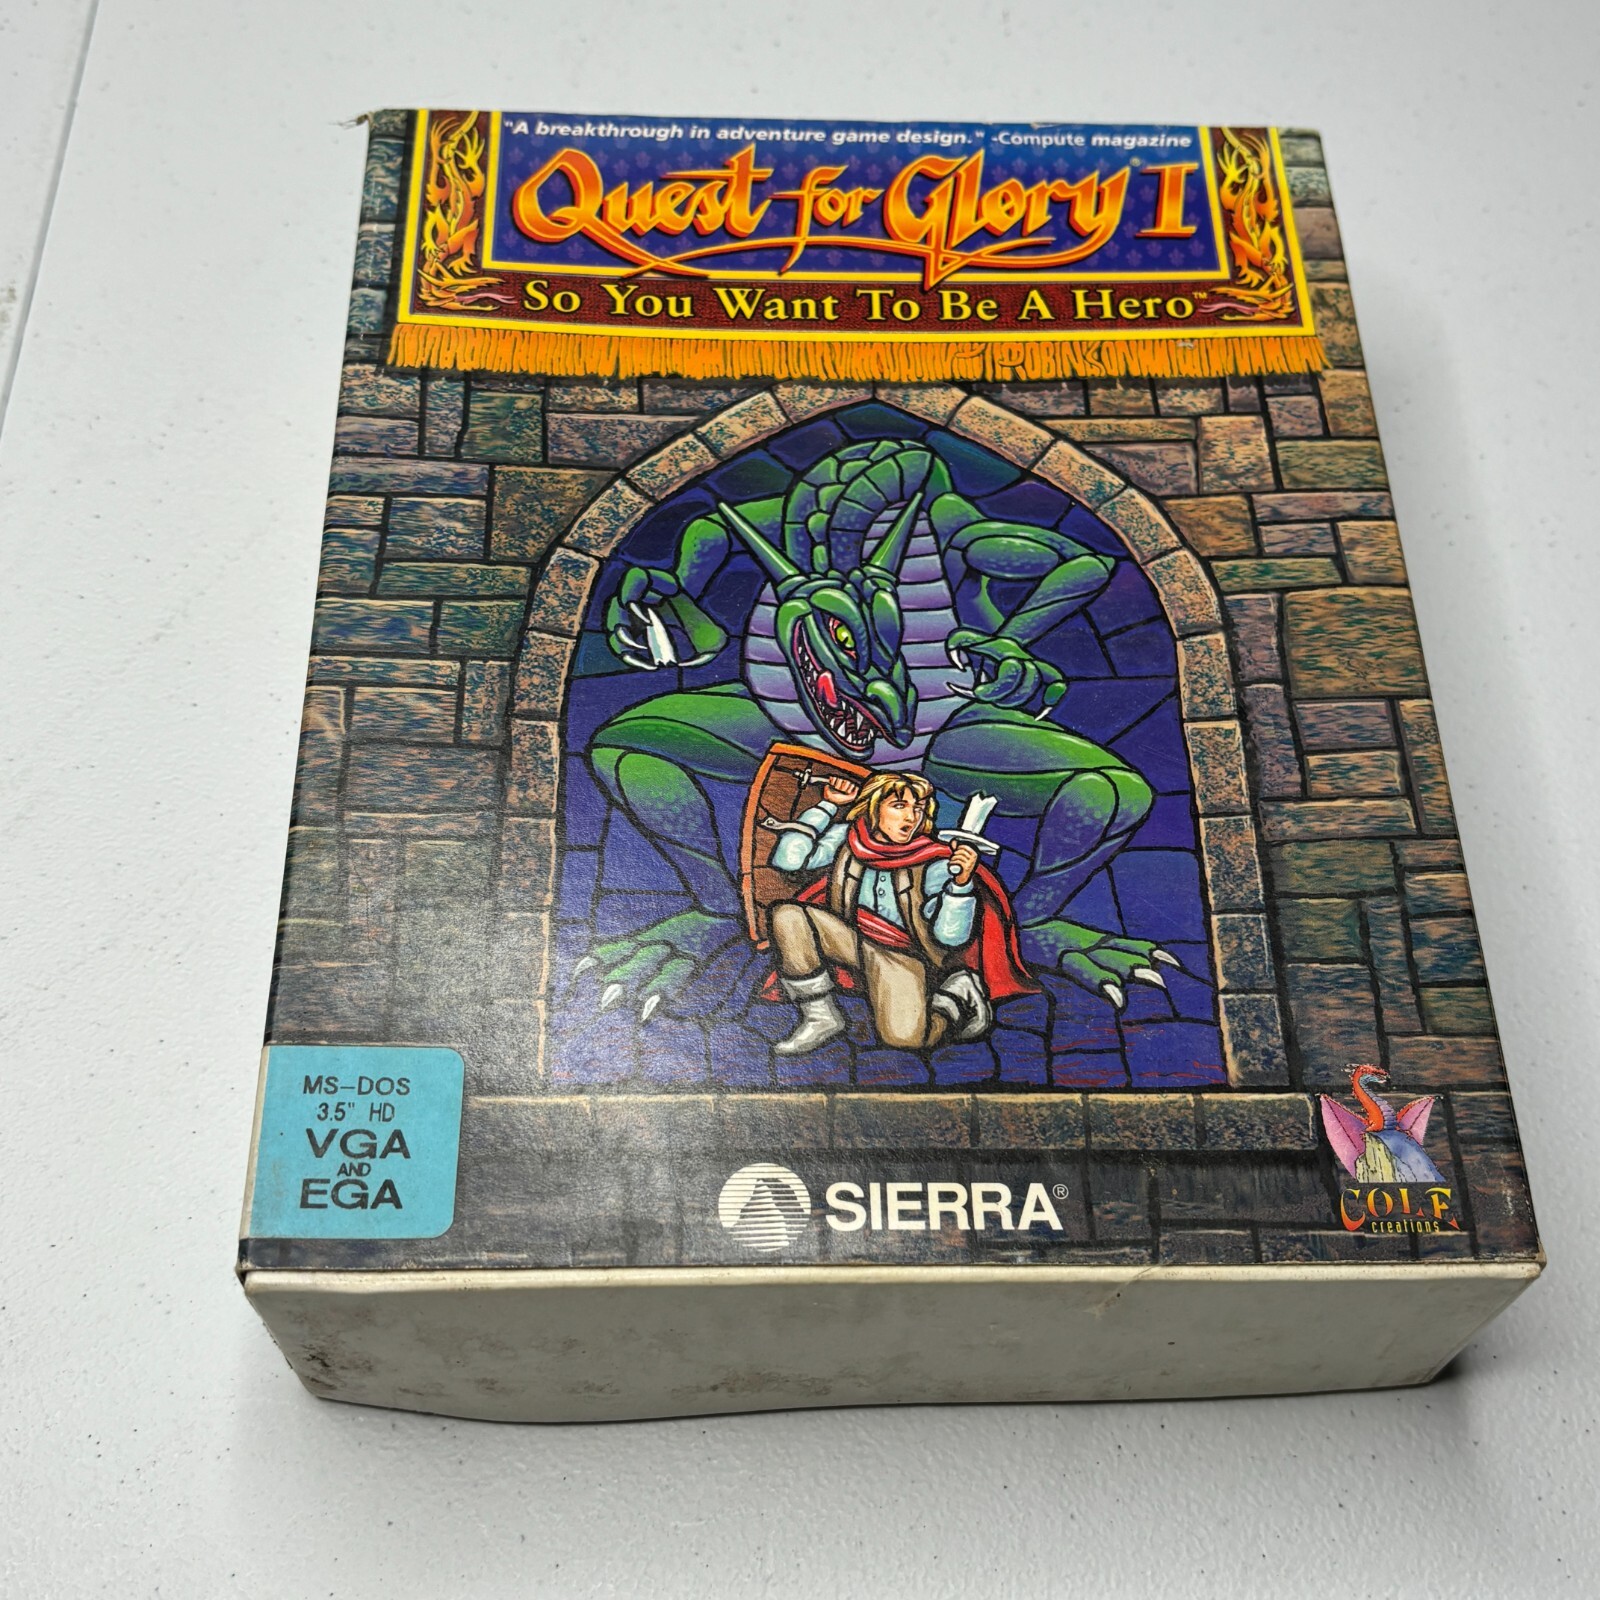 "A breakthrough in adventure game design." -Compute magazine
Quest for Glory® I
So You Want To Be A Hero™
ROBINSON
MS-DOS
3.5" HD
VGA
AND
EGA
SIERRA®
COLE
creations